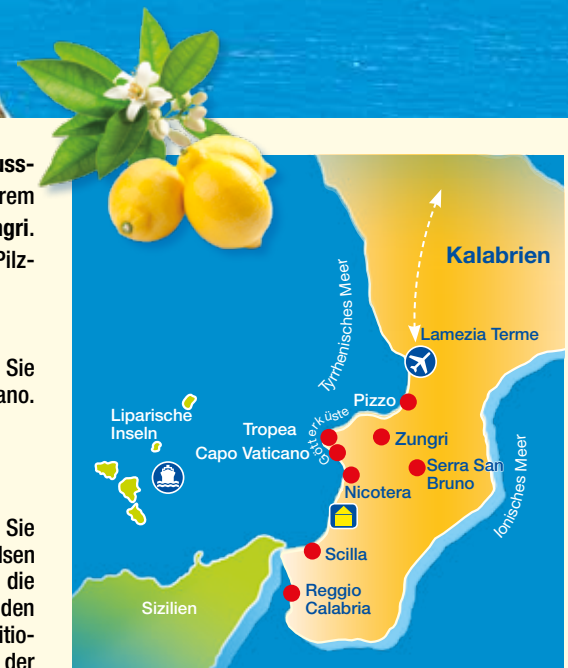 uss-
rem
ngri.
Pilz-
Sie
ano.
Sie
lsen
die
den
itio-
der
Kalabrien
Tyrrhenisches Meer
Lamezia Terme
Pizzo
Liparische
Inseln
Götterküste
Tropea
Zungri
Capo Vaticano
Serra San
Bruno
Nicotera
Ionisches Meer
Scilla
Reggio
Calabria
Sizilien